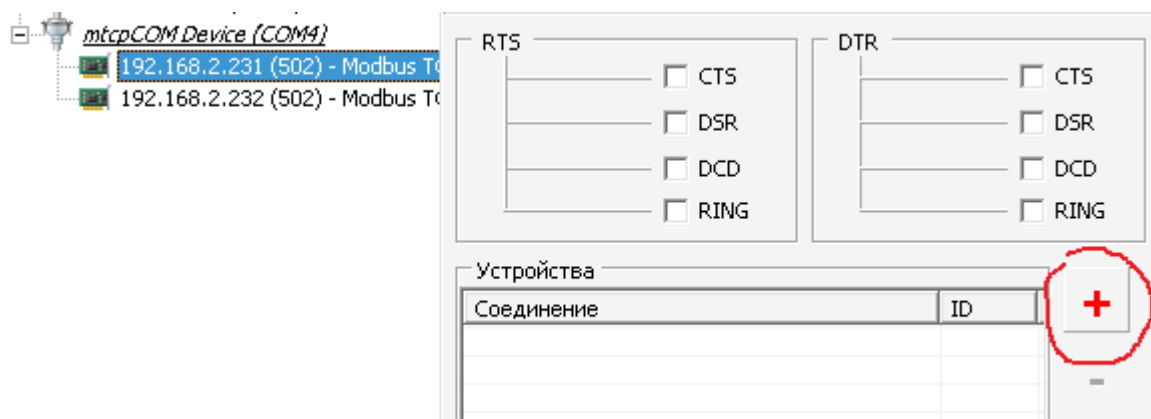 mtcpCOM Device (COM4)
192.168.2.231 (502) - Modbus
192.168.2.232 (502) - Modbus
RTS
CTS
DSR
DCD
RING
DTR
CTS
DSR
DCD
RING
Устройства
Соединение ID
+
-